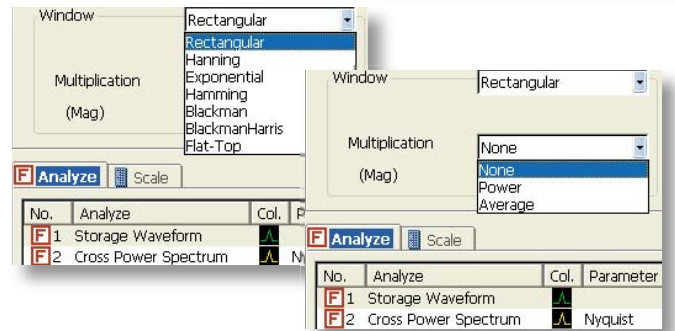 Window
Rectangular
Rectangular
Hanning
Exponential
Hamming
Blackman
BlackmanHarris
Flat-Top
Multiplication
(Mag)
F Analyze Scale
No. Analyze Col.
F 1 Storage Waveform
F 2 Cross Power Spectrum
Window
Rectangular
Multiplication
(Mag)
None
None
Power
Average
F Analyze Scale
No. Analyze Col. Parameter
F 1 Storage Waveform
F 2 Cross Power Spectrum Nyquist